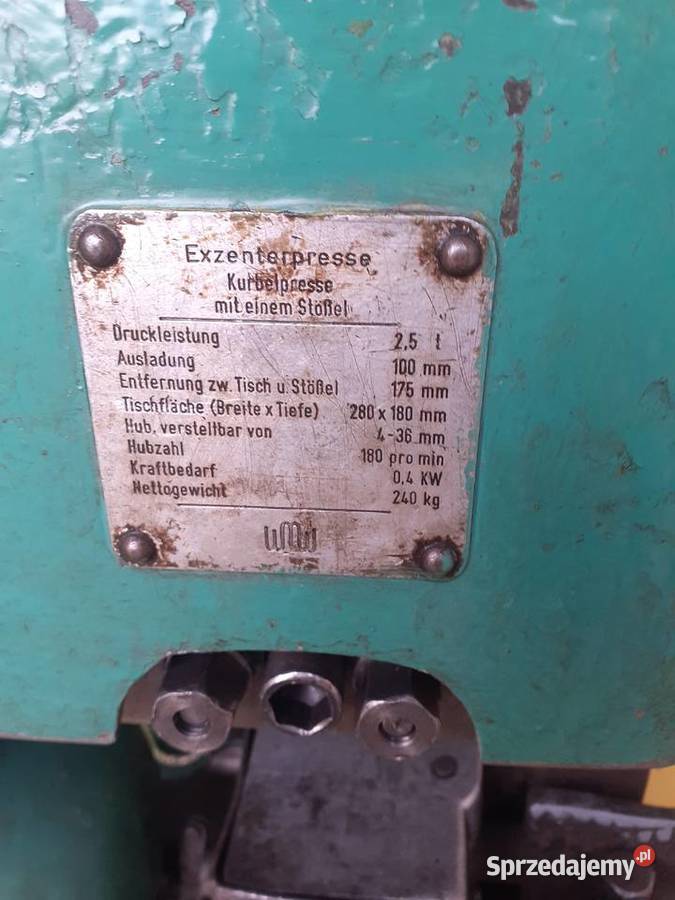 Exzenterpresse
Kurbelpresse
mit einem Stößel
Druckleistung 2,5 t
Ausladung 100 mm
Entfernung zw. Tisch u. Stößel 175 mm
Tischfläche (Breite x Tiefe) 280 x 180 mm
Hub, verstellbar von 4-36 mm
Hubzahl 180 pro min
Kraftbedarf 0,4 KW
Nettogewicht 240 kg
Sprzedajemy.pl